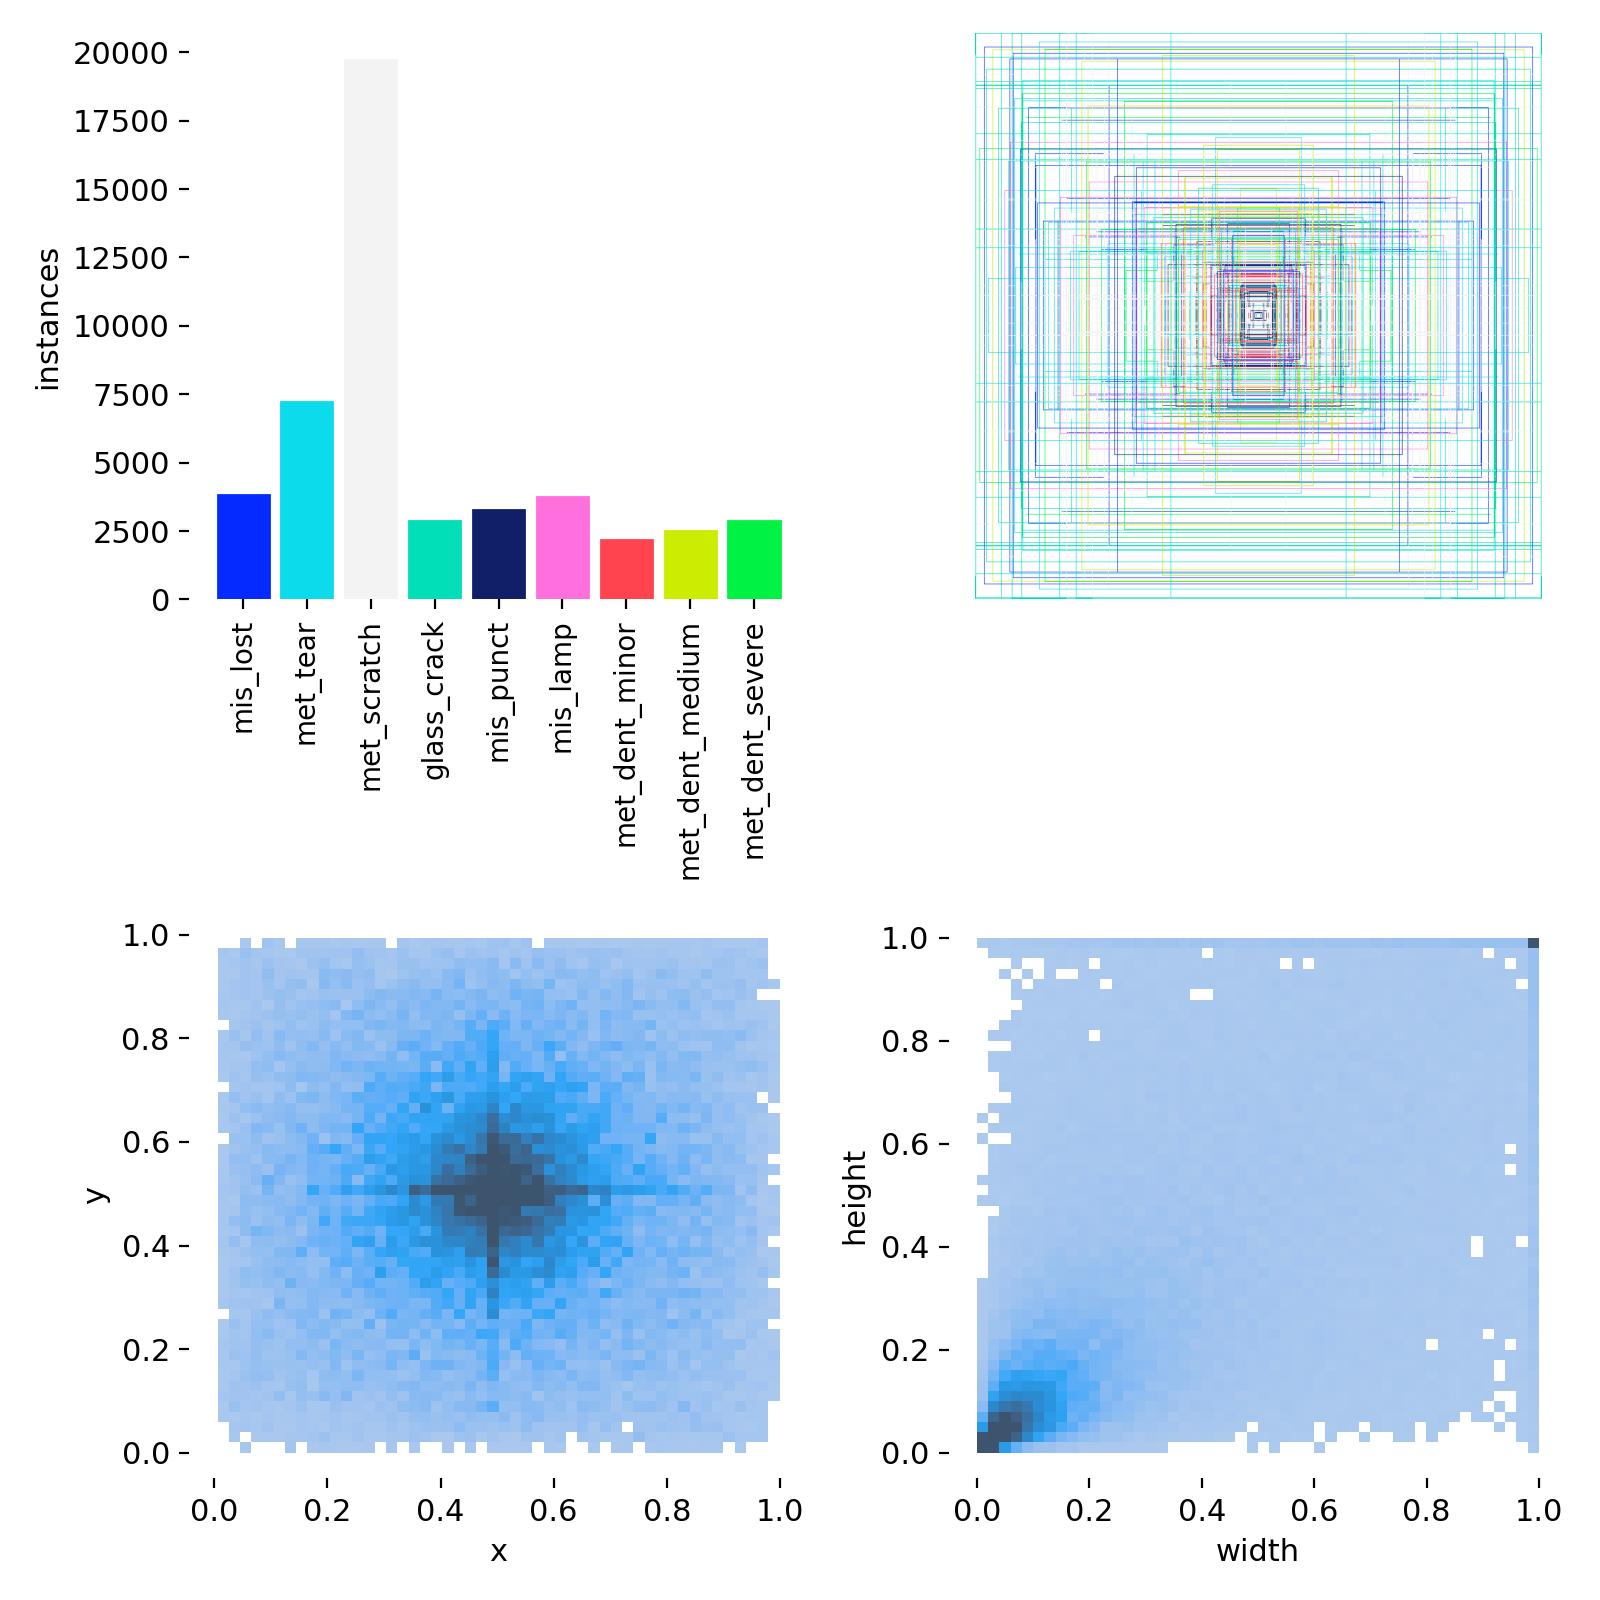 20000
17500
15000
12500
10000
7500
5000
2500
0
instances
mis_lost
met_tear
met_scratch
glass_crack
mis_punct
mis_lamp
met_dent_minor
met_dent_medium
met_dent_severe
1.0
0.8
0.6
0.4
0.2
0.0
y
0.0 0.2 0.4 0.6 0.8 1.0
x
1.0
0.8
0.6
0.4
0.2
0.0
height
0.0 0.2 0.4 0.6 0.8 1.0
width